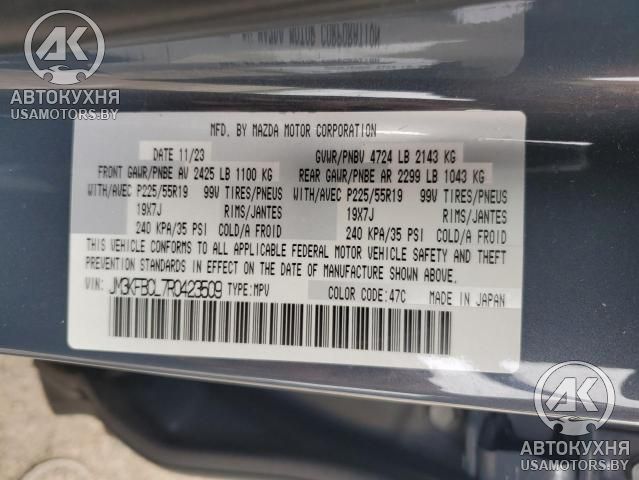 AK
АВТОКУХНЯ
USAMOTORS.BY
MFD. BY MAZDA MOTOR CORPORATION
DATE 11/23 GVWR/PNBV 4724 LB 2143 KG
FRONT GAWR/PNBE AV 2425 LB 1100 KG REAR GAWR/PNBE AR 2299 LB 1043 KG
WITH/AVEC P225/55R19 99V TIRES/PNEUS WITH/AVEC P225/55R19 99V TIRES/PNEUS
19X7J RIMS/JANTES 19X7J RIMS/JANTES
240 KPA/35 PSI COLD/A FROID 240 KPA/35 PSI COLD/A FROID
THIS VEHICLE CONFORMS TO ALL APPLICABLE FEDERAL MOTOR VEHICLE SAFETY AND THEFT
PREVENTION STANDARDS IN EFFECT ON THE DATE OF MANUFACTURE SHOWN ABOVE.
VIN: JM3KFBCL7R0423509 TYPE:MPV COLOR CODE:47C MADE IN JAPAN
AK
АВТОКУХНЯ
USAMOTORS.BY